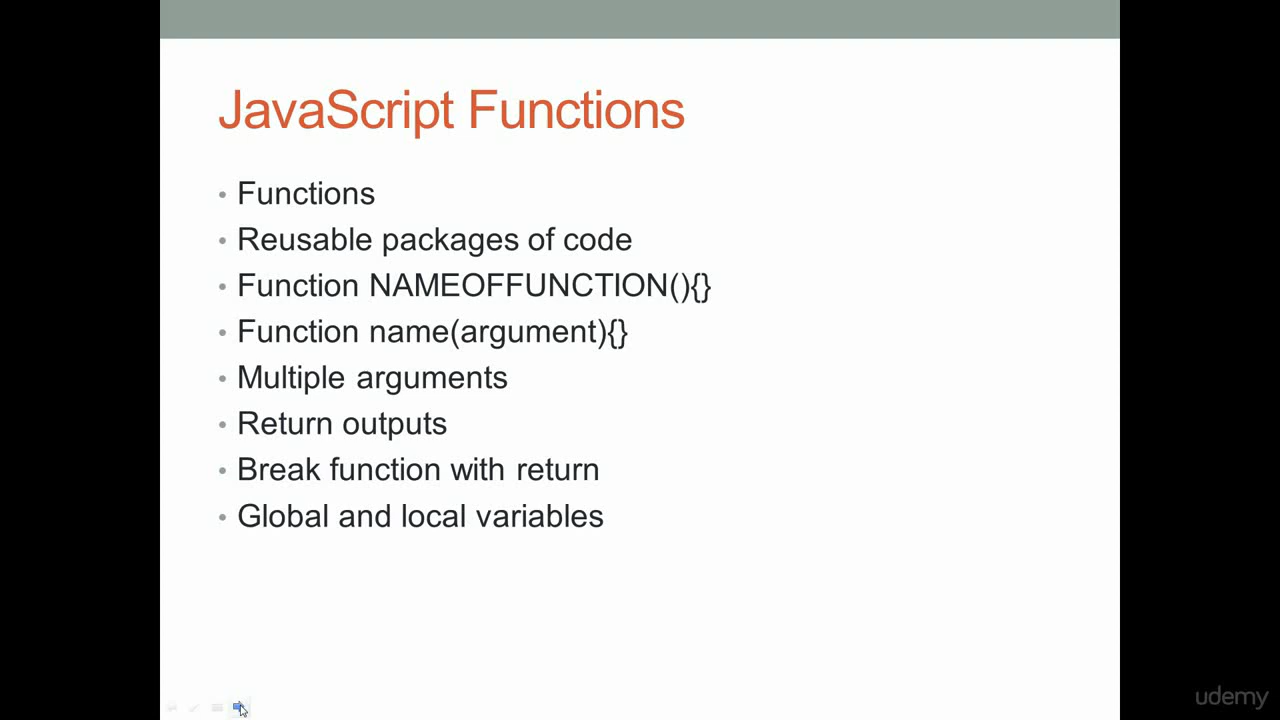 JavaScript Functions
• Functions
• Reusable packages of code
• Function NAMEOFFUNCTION(){}
• Function name(argument){}
• Multiple arguments
• Return outputs
• Break function with return
• Global and local variables
udemy